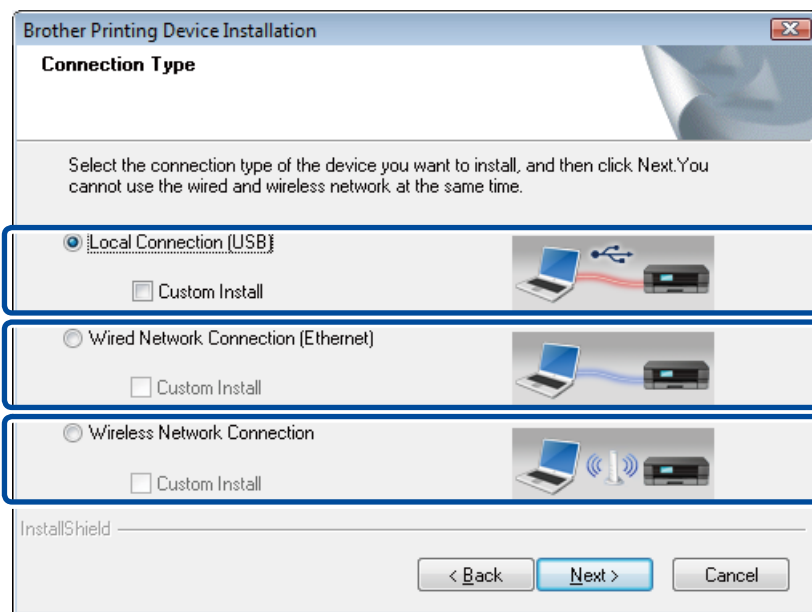 Brother Printing Device Installation
Connection Type
Select the connection type of the device you want to install, and then click Next.You
cannot use the wired and wireless network at the same time.
Local Connection (USB)
Custom Install
Wired Network Connection (Ethernet)
Custom Install
Wireless Network Connection
Custom Install
InstallShield
< Back Next > Cancel